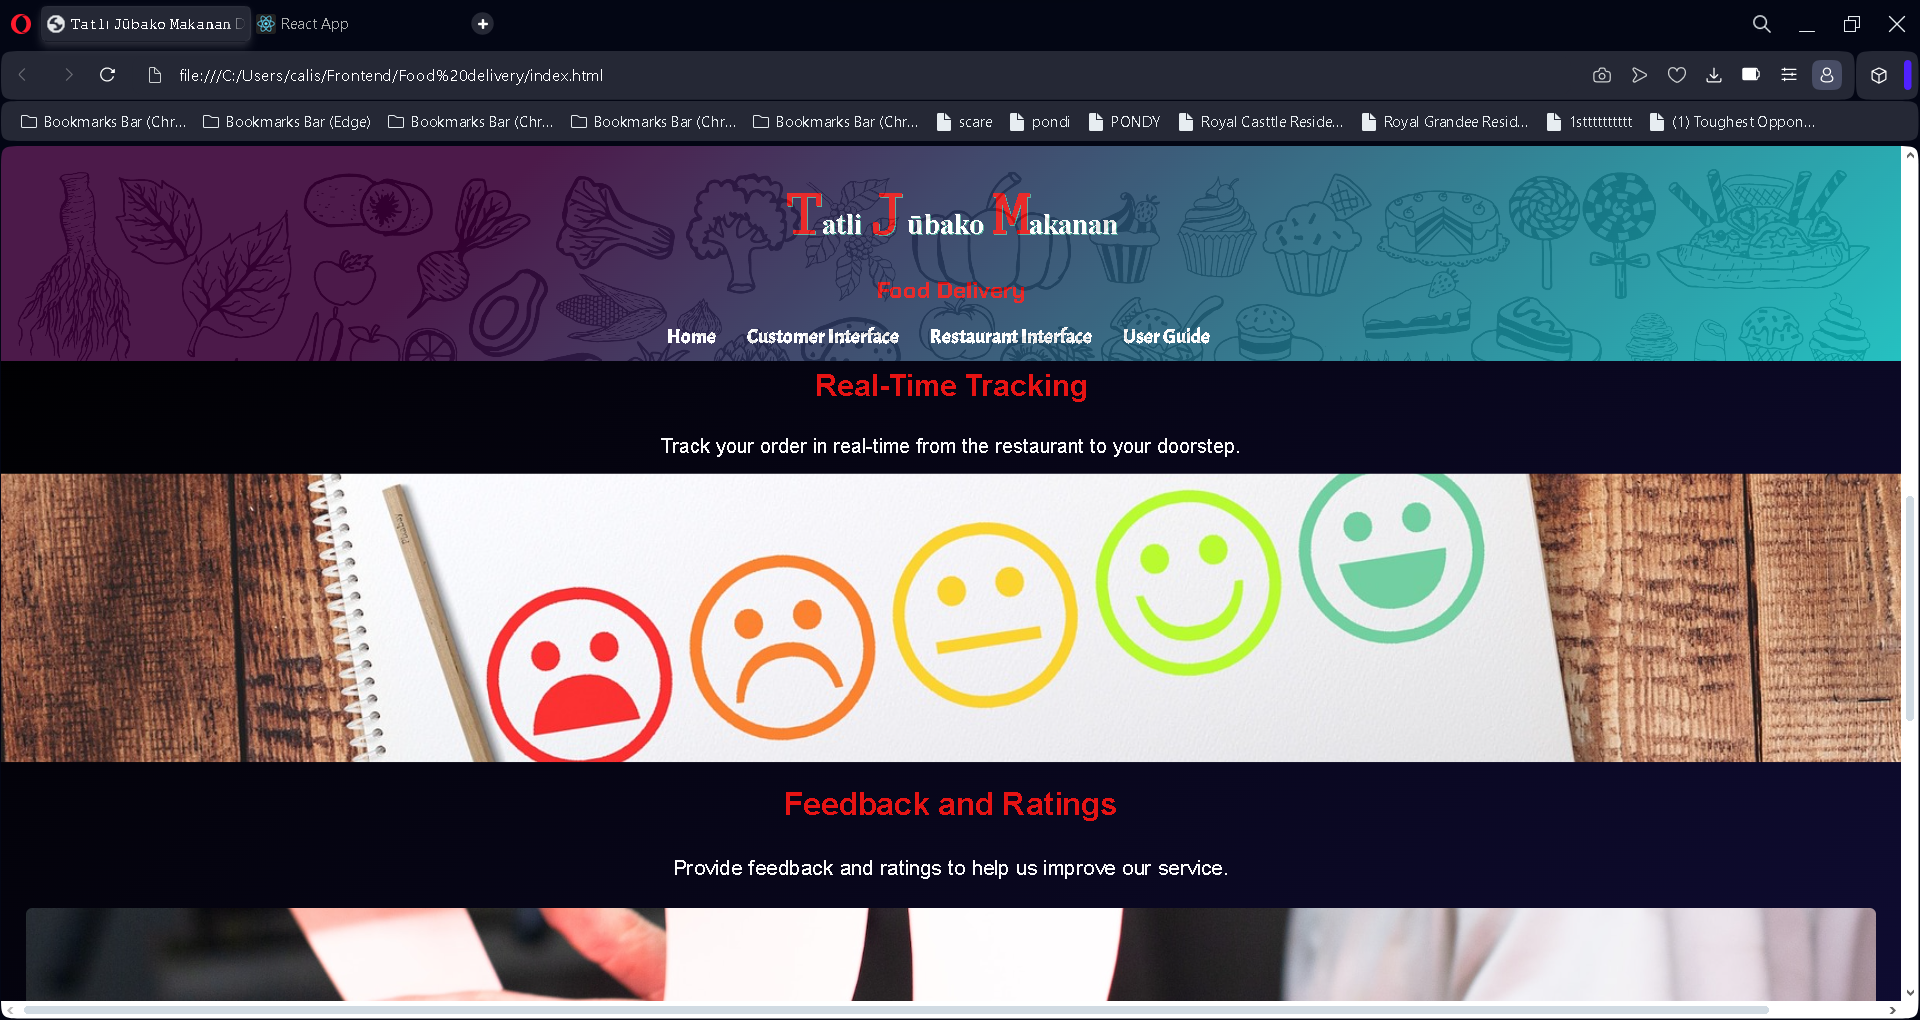 Tatlı Jūbako Makanan D
React App
file:///C:/Users/calis/Frontend/Food%20delivery/index.html
Bookmarks Bar (Chr...
Bookmarks Bar (Edge)
Bookmarks Bar (Chr...
Bookmarks Bar (Chr...
Bookmarks Bar (Chr...
scare
pondi
PONDY
Royal Casttle Reside...
Royal Grandee Resid...
1stttttttttt
(1) Toughest Oppon...
Tatli Jūbako Makanan
Food Delivery
Home
Customer Interface
Restaurant Interface
User Guide
Real-Time Tracking
Track your order in real-time from the restaurant to your doorstep.
Feedback and Ratings
Provide feedback and ratings to help us improve our service.